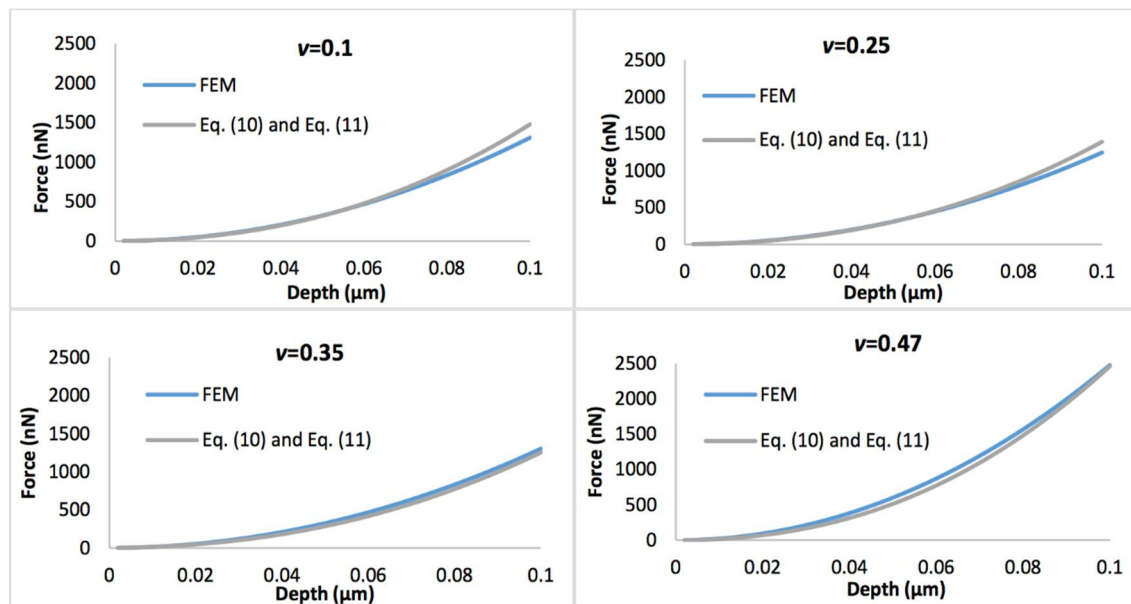 v=0.1
2500
2000
1500
1000
500
0
Force (nN)
FEM
Eq. (10) and Eq. (11)
0 0.02 0.04 0.06 0.08 0.1
Depth (µm)
v=0.25
2500
2000
1500
1000
500
0
Force (nN)
FEM
Eq. (10) and Eq. (11)
0 0.02 0.04 0.06 0.08 0.1
Depth (µm)
v=0.35
2500
2000
1500
1000
500
0
Force (nN)
FEM
Eq. (10) and Eq. (11)
0 0.02 0.04 0.06 0.08 0.1
Depth (µm)
v=0.47
2500
2000
1500
1000
500
0
Force (nN)
FEM
Eq. (10) and Eq. (11)
0 0.02 0.04 0.06 0.08 0.1
Depth (µm)